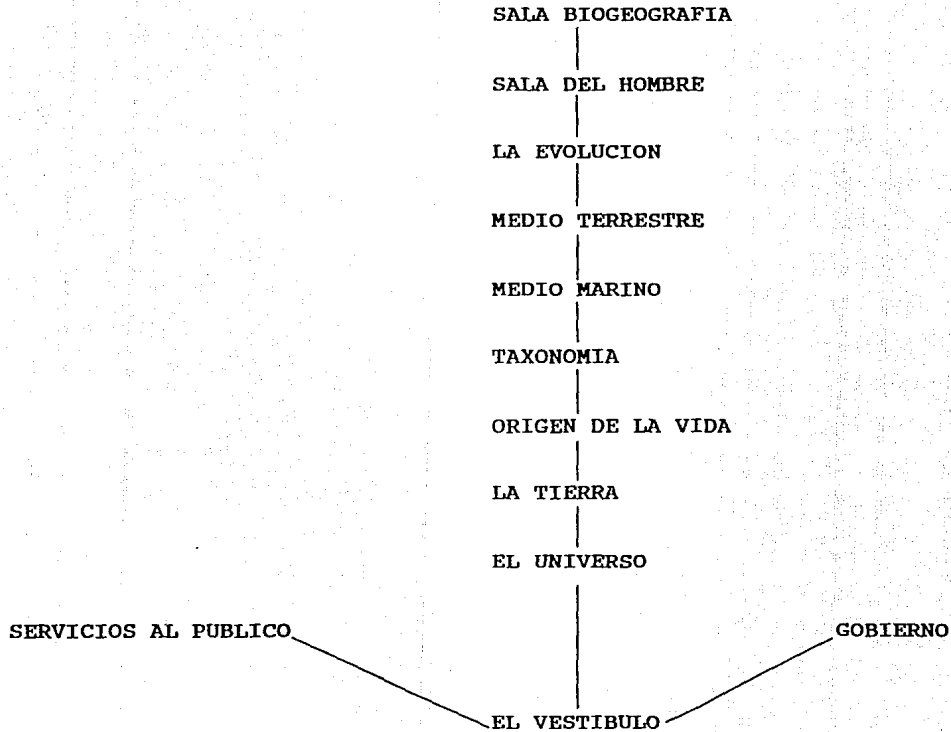 SALA BIOGEOGRAFIA
SALA DEL HOMBRE
LA EVOLUCION
MEDIO TERRESTRE
MEDIO MARINO
TAXONOMIA
ORIGEN DE LA VIDA
LA TIERRA
EL UNIVERSO
SERVICIOS AL PUBLICO
GOBIERNO
EL VESTIBULO